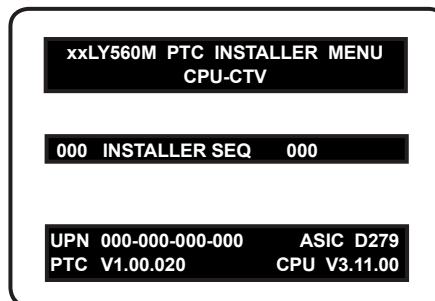 xxLY560M PTC INSTALLER MENU
CPU-CTV
000 INSTALLER SEQ 000
UPN 000-000-000-000 ASIC D279
PTC V1.00.020 CPU V3.11.00